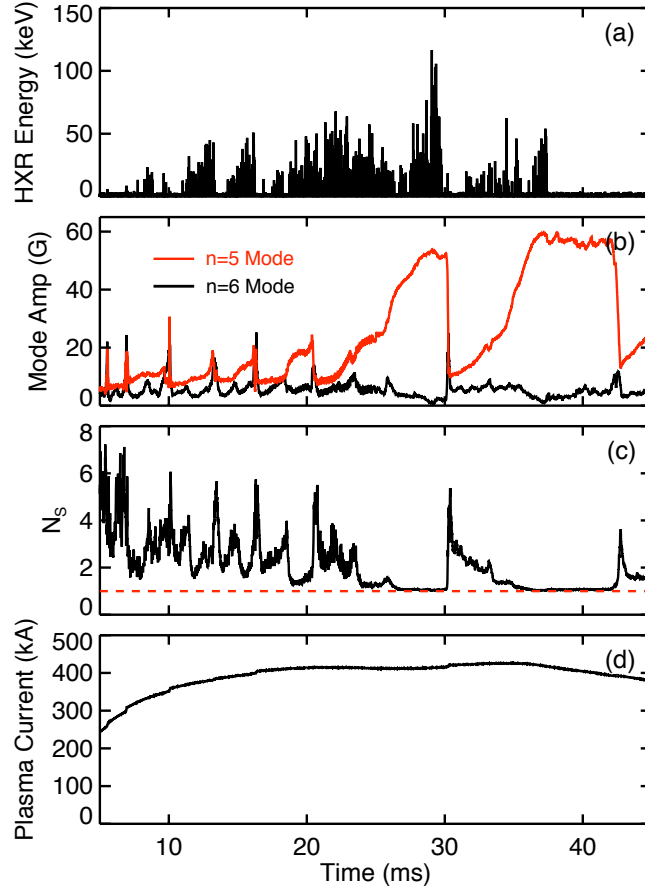 HXR Energy (keV)
150
100
50
0
(a)
Mode Amp (G)
60
40
20
0
(b)
n=5 Mode
n=6 Mode
N_S
8
6
4
2
0
(c)
Plasma Current (kA)
500
400
300
200
100
0
(d)
10 20 30 40
Time (ms)